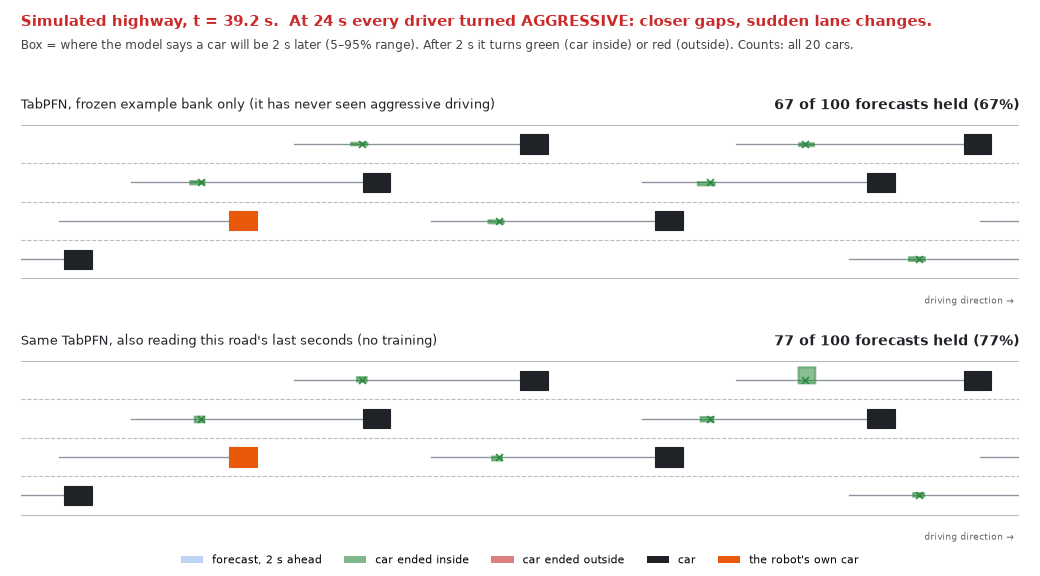 Simulated highway, t = 39.2 s.  At 24 s every driver turned AGGRESSIVE: closer gaps, sudden lane changes.
Box = where the model says a car will be 2 s later (5–95% range). After 2 s it turns green (car inside) or red (outside). Counts: all 20 cars.
TabPFN, frozen example bank only (it has never seen aggressive driving)
67 of 100 forecasts held (67%)
driving direction →
Same TabPFN, also reading this road's last seconds (no training)
77 of 100 forecasts held (77%)
driving direction →
forecast, 2 s ahead
car ended inside
car ended outside
car
the robot's own car